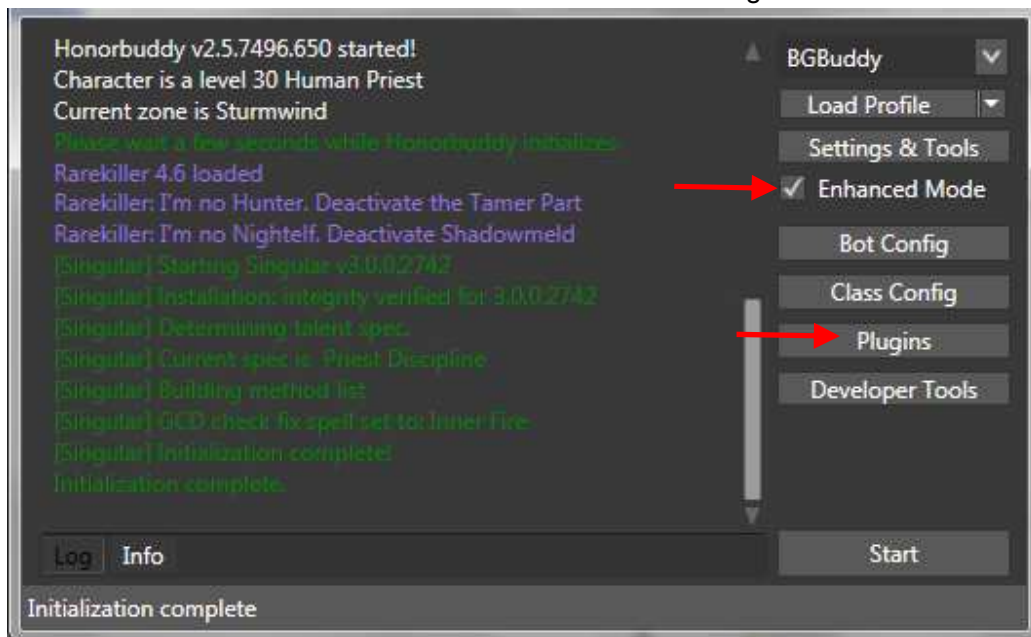 Honorbuddy v2.5.7496.650 started!
Character is a level 30 Human Priest
Current zone is Sturmwind
Please wait a few seconds while Honorbuddy initializes
Rarekiller 4.6 loaded
Rarekiller: I'm no Hunter. Deactivate the Tamer Part
Rarekiller: I'm no Nightelf. Deactivate Shadowmeld
[Singular] Starting Singular v3.0.0.2742
[Singular] Installation: integrity verified for 3.0.0.2742
[Singular] Determining talent spec.
[Singular] Current spec is Priest Discipline
[Singular] Building method list
[Singular] GCD check fix spell set to: Inner Fire
[Singular] Initialization complete!
Initialization complete.
Log Info
Initialization complete
BGBuddy
Load Profile
Settings & Tools
Enhanced Mode
Bot Config
Class Config
Plugins
Developer Tools
Start